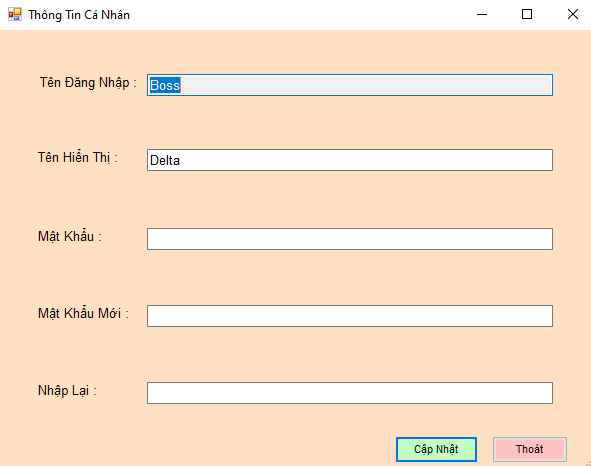 Thông Tin Cá Nhân
Tên Đăng Nhập : Boss
Tên Hiển Thị : Delta
Mật Khẩu :
Mật Khẩu Mới :
Nhập Lại :
Cập Nhật Thoát